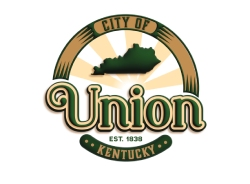 CITY OF
Union
EST. 1838
KENTUCKY